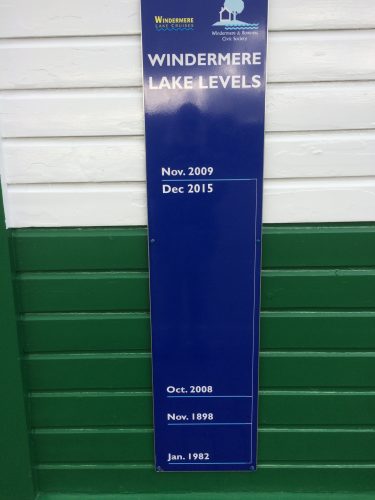 WINDERMERE
LAKE CRUISES
Windermere & Bowness
Civic Society
WINDERMERE
LAKE LEVELS
Nov. 2009
Dec 2015
Oct. 2008
Nov. 1898
Jan. 1982